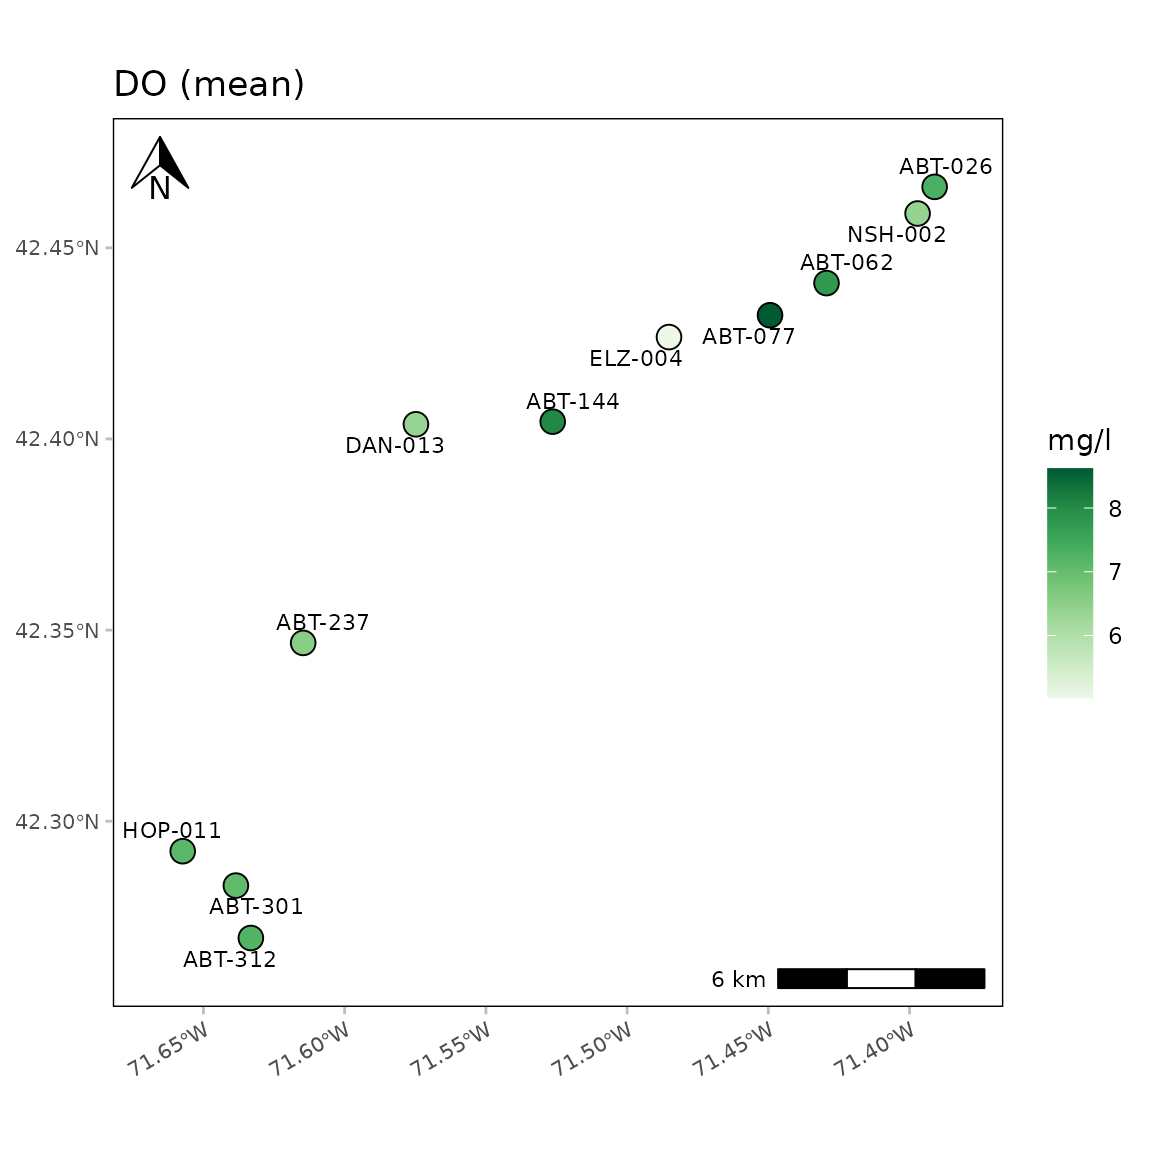 DO (mean)
N
ABT-026
NSH-002
42.45°N
ABT-062
ABT-077
ELZ-004
ABT-144
42.40°N
DAN-013
mg/l
8
7
6
ABT-237
42.35°N
42.30°N
HOP-011
ABT-301
ABT-312
6 km
71.65°W
71.60°W
71.55°W
71.50°W
71.45°W
71.40°W